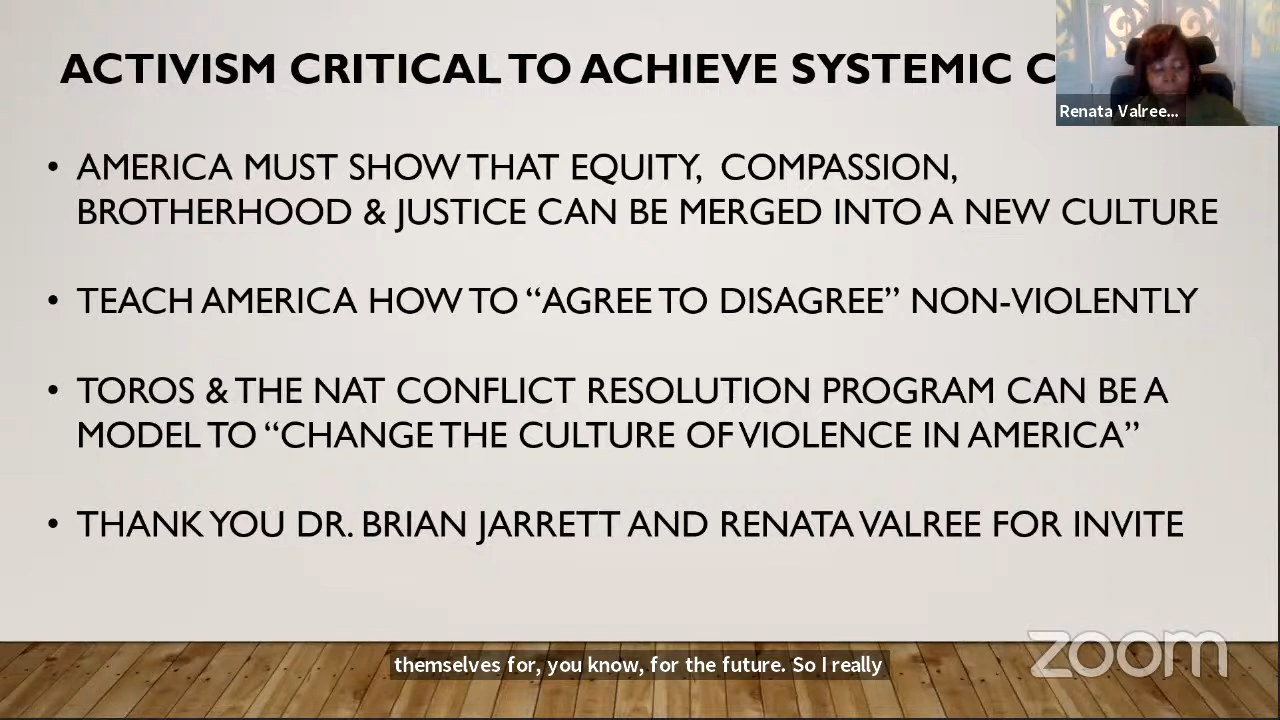 ACTIVISM CRITICAL TO ACHIEVE SYSTEMIC C
Renata Valree...
• AMERICA MUST SHOW THAT EQUITY, COMPASSION,
BROTHERHOOD & JUSTICE CAN BE MERGED INTO A NEW CULTURE
• TEACH AMERICA HOW TO “AGREE TO DISAGREE” NON-VIOLENTLY
• TOROS & THE NAT CONFLICT RESOLUTION PROGRAM CAN BE A
MODEL TO “CHANGE THE CULTURE OF VIOLENCE IN AMERICA”
• THANK YOU DR. BRIAN JARRETT AND RENATA VALREE FOR INVITE
themselves for, you know, for the future. So I really
zoom